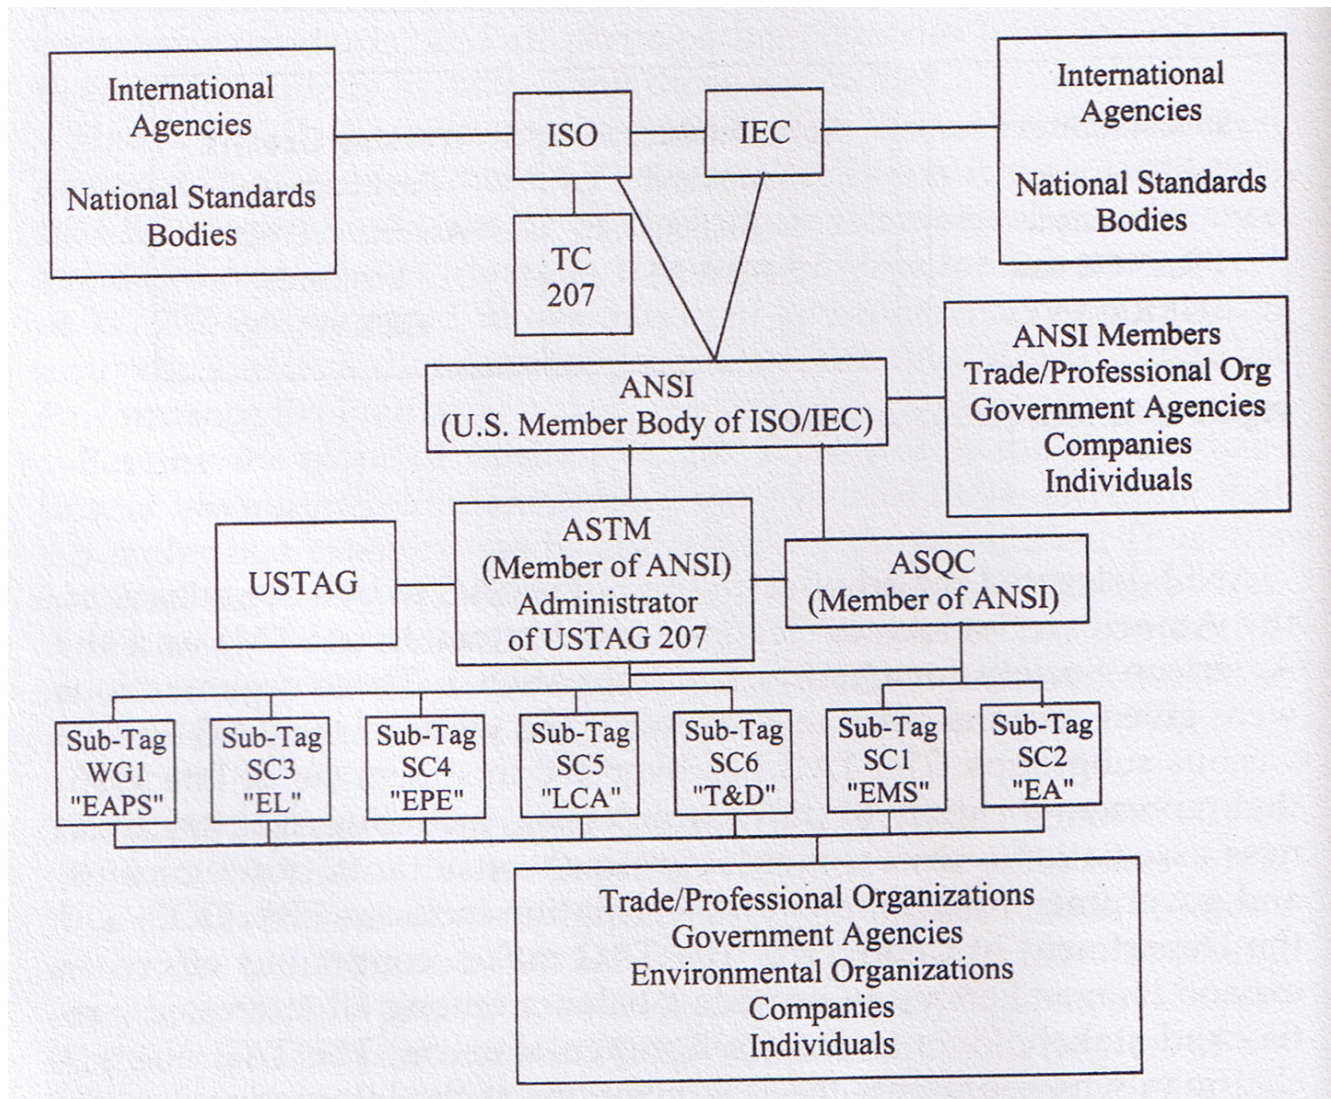 International
Agencies
National Standards
Bodies
ISO
IEC
International
Agencies
National Standards
Bodies
TC
207
ANSI
(U.S. Member Body of ISO/IEC)
ANSI Members
Trade/Professional Org
Government Agencies
Companies
Individuals
USTAG
ASTM
(Member of ANSI)
Administrator
of USTAG 207
ASQC
(Member of ANSI)
Sub-Tag
WG1
"EAPS"
Sub-Tag
SC3
"EL"
Sub-Tag
SC4
"EPE"
Sub-Tag
SC5
"LCA"
Sub-Tag
SC6
"T&D"
Sub-Tag
SC1
"EMS"
Sub-Tag
SC2
"EA"
Trade/Professional Organizations
Government Agencies
Environmental Organizations
Companies
Individuals